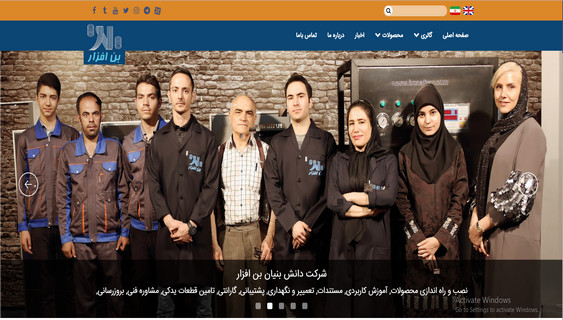 صفحه اصلی
گالری
محصولات
اخبار
درباره ما
تماس باما
بن افزار
شرکت دانش بنیان بن افزار
نصب و راه اندازی محصولات, آموزش کاربردی, مستندات, تعمیر و نگهداری, پشتیبانی, گارانتی, تامین قطعات یدکی, مشاوره فنی, بروزرسانی,
Activate Windows
Go to Settings to activate Windows.